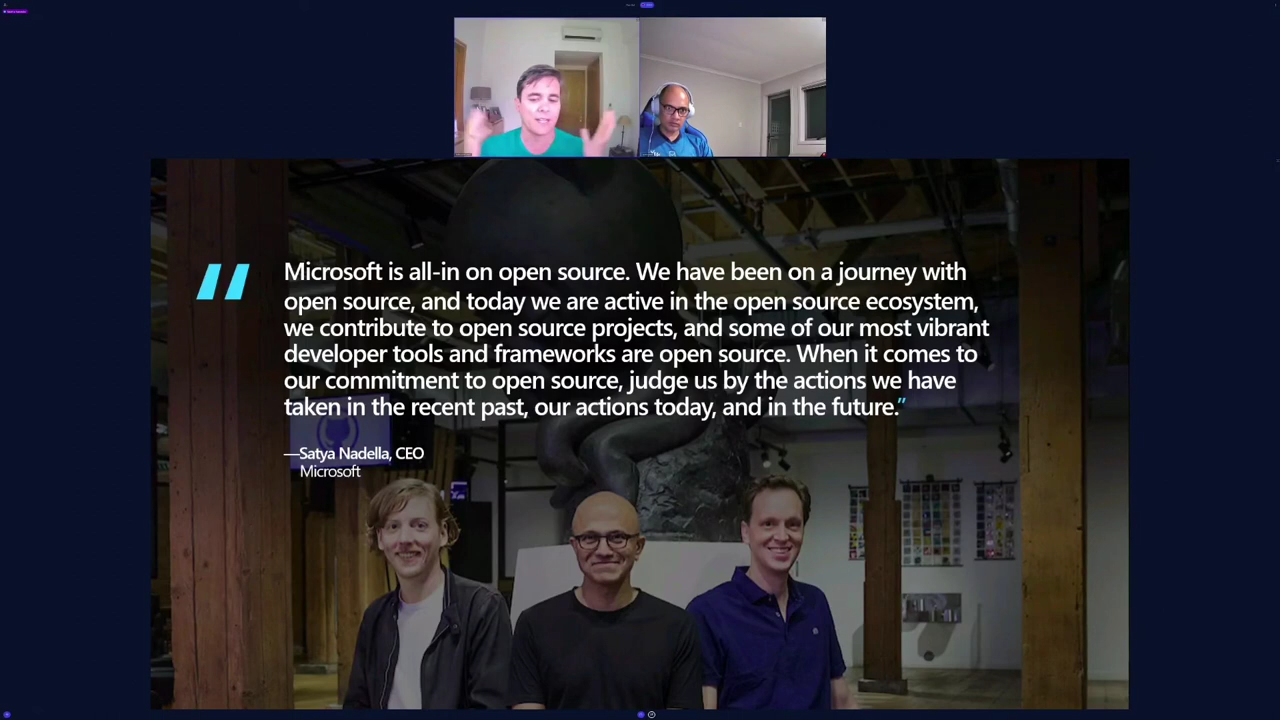 Microsoft is all-in on open source. We have been on a journey with
open source, and today we are active in the open source ecosystem,
we contribute to open source projects, and some of our most vibrant
developer tools and frameworks are open source. When it comes to
our commitment to open source, judge us by the actions we have
taken in the recent past, our actions today, and in the future.”
—Satya Nadella, CEO
Microsoft